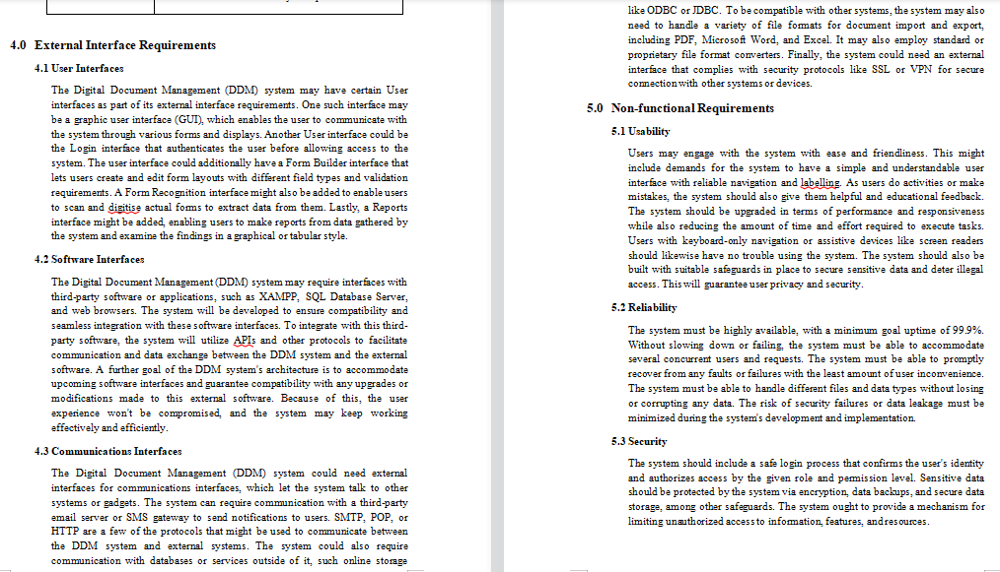 4.0 External Interface Requirements
4.1 User Interfaces
The Digital Document Management (DDM) system may have certain User
interfaces as part of its external interface requirements. One such interface may
be a graphic user interface (GUI), which enables the user to communicate with
the system through various forms and displays. Another User interface could be
the Login interface that authenticates the user before allowing access to the
system. The user interface could additionally have a Form Builder interface that
lets users create and edit form layouts with different field types and validation
requirements. A Form Recognition interface might also be added to enable users
to scan and digitise actual forms to extract data from them. Lastly, a Reports
interface might be added, enabling users to make reports from data gathered by
the system and examine the findings in a graphical or tabular style.
4.2 Software Interfaces
The Digital Document Management (DDM) system may require interfaces with
third-party software or applications, such as XAMPP, SQL Database Server,
and web browsers. The system will be developed to ensure compatibility and
seamless integration with these software interfaces. To integrate with this third-
party software, the system will utilize APIs and other protocols to facilitate
communication and data exchange between the DDM system and the external
software. A further goal of the DDM system's architecture is to accommodate
upcoming software interfaces and guarantee compatibility with any upgrades or
modifications made to this external software. Because of this, the user
experience won't be compromised, and the system may keep working
effectively and efficiently.
4.3 Communications Interfaces
The Digital Document Management (DDM) system could need external
interfaces for communications interfaces, which let the system talk to other
systems or gadgets. The system can require communication with a third-party
email server or SMS gateway to send notifications to users. SMTP, POP, or
HTTP are a few of the protocols that might be used to communicate between
the DDM system and external systems. The system could also require
communication with databases or services outside of it, such online storage
like ODBC or JDBC. To be compatible with other systems, the system may also
need to handle a variety of file formats for document import and export,
including PDF, Microsoft Word, and Excel. It may also employ standard or
proprietary file format converters. Finally, the system could need an external
interface that complies with security protocols like SSL or VPN for secure
connection with other systems or devices.
5.0 Non-functional Requirements
5.1 Usability
Users may engage with the system with ease and friendliness. This might
include demands for the system to have a simple and understandable user
interface with reliable navigation and labelling. As users do activities or make
mistakes, the system should also give them helpful and educational feedback.
The system should be upgraded in terms of performance and responsiveness
while also reducing the amount of time and effort required to execute tasks.
Users with keyboard-only navigation or assistive devices like screen readers
should likewise have no trouble using the system. The system should also be
built with suitable safeguards in place to secure sensitive data and deter illegal
access. This will guarantee user privacy and security.
5.2 Reliability
The system must be highly available, with a minimum goal uptime of 99.9%.
Without slowing down or failing, the system must be able to accommodate
several concurrent users and requests. The system must be able to promptly
recover from any faults or failures with the least amount of user inconvenience.
The system must be able to handle different files and data types without losing
or corrupting any data. The risk of security failures or data leakage must be
minimized during the system's development and implementation.
5.3 Security
The system should include a safe login process that confirms the user's identity
and authorizes access by the given role and permission level. Sensitive data
should be protected by the system via encryption, data backups, and secure data
storage, among other safeguards. The system ought to provide a mechanism for
limiting unauthorized access to information, features, and resources.